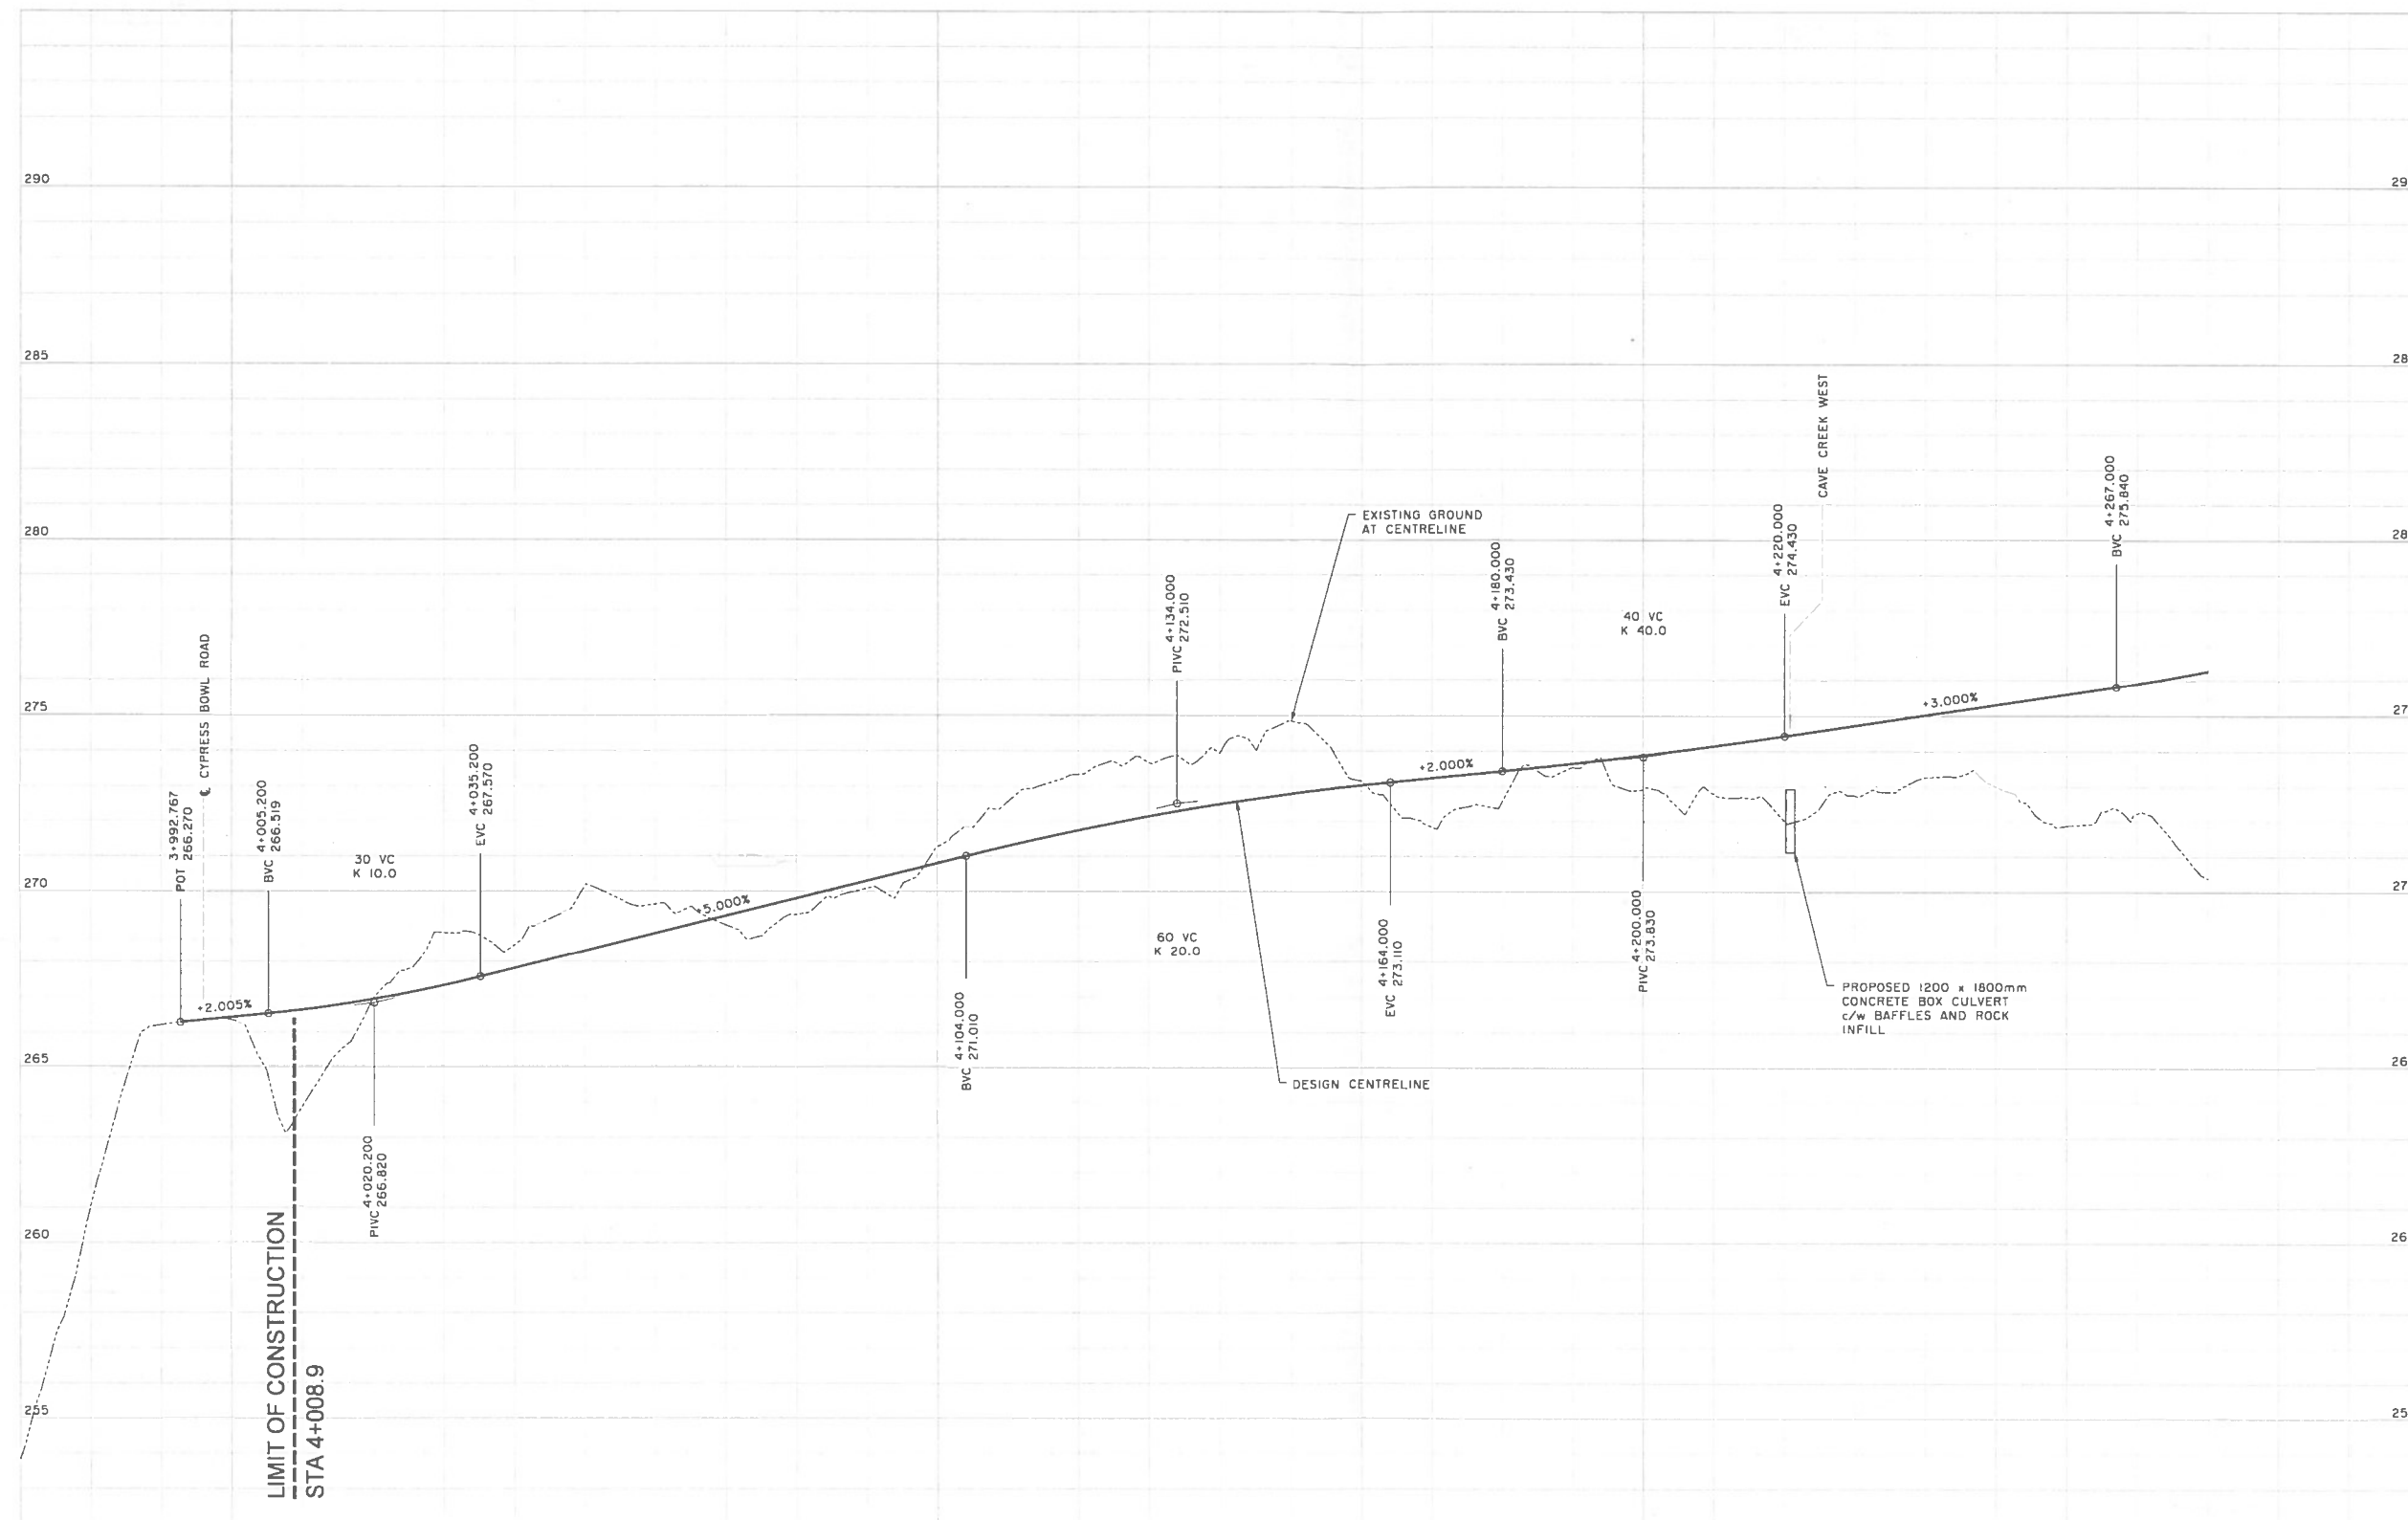 290
29
285
28
280
28
275
27
270
27
265
26
260
26
255
25
POT 3+992.767
266.270
℄ CYPRESS BOWL ROAD
+2.005%
BVC 4+005.200
266.519
30 VC
K 10.0
PIVC 4+020.200
266.820
EVC 4+035.200
267.570
LIMIT OF CONSTRUCTION
STA 4+008.9
+5.000%
BVC 4+104.000
271.010
PIVC 4+134.000
272.510
60 VC
K 20.0
EXISTING GROUND
AT CENTRELINE
DESIGN CENTRELINE
EVC 4+164.000
273.110
+2.000%
BVC 4+180.000
273.430
40 VC
K 40.0
PIVC 4+200.000
273.830
EVC 4+220.000
274.430
CAVE CREEK WEST
PROPOSED 1200 x 1800mm
CONCRETE BOX CULVERT
c/w BAFFLES AND ROCK
INFILL
+3.000%
BVC 4+267.000
275.840